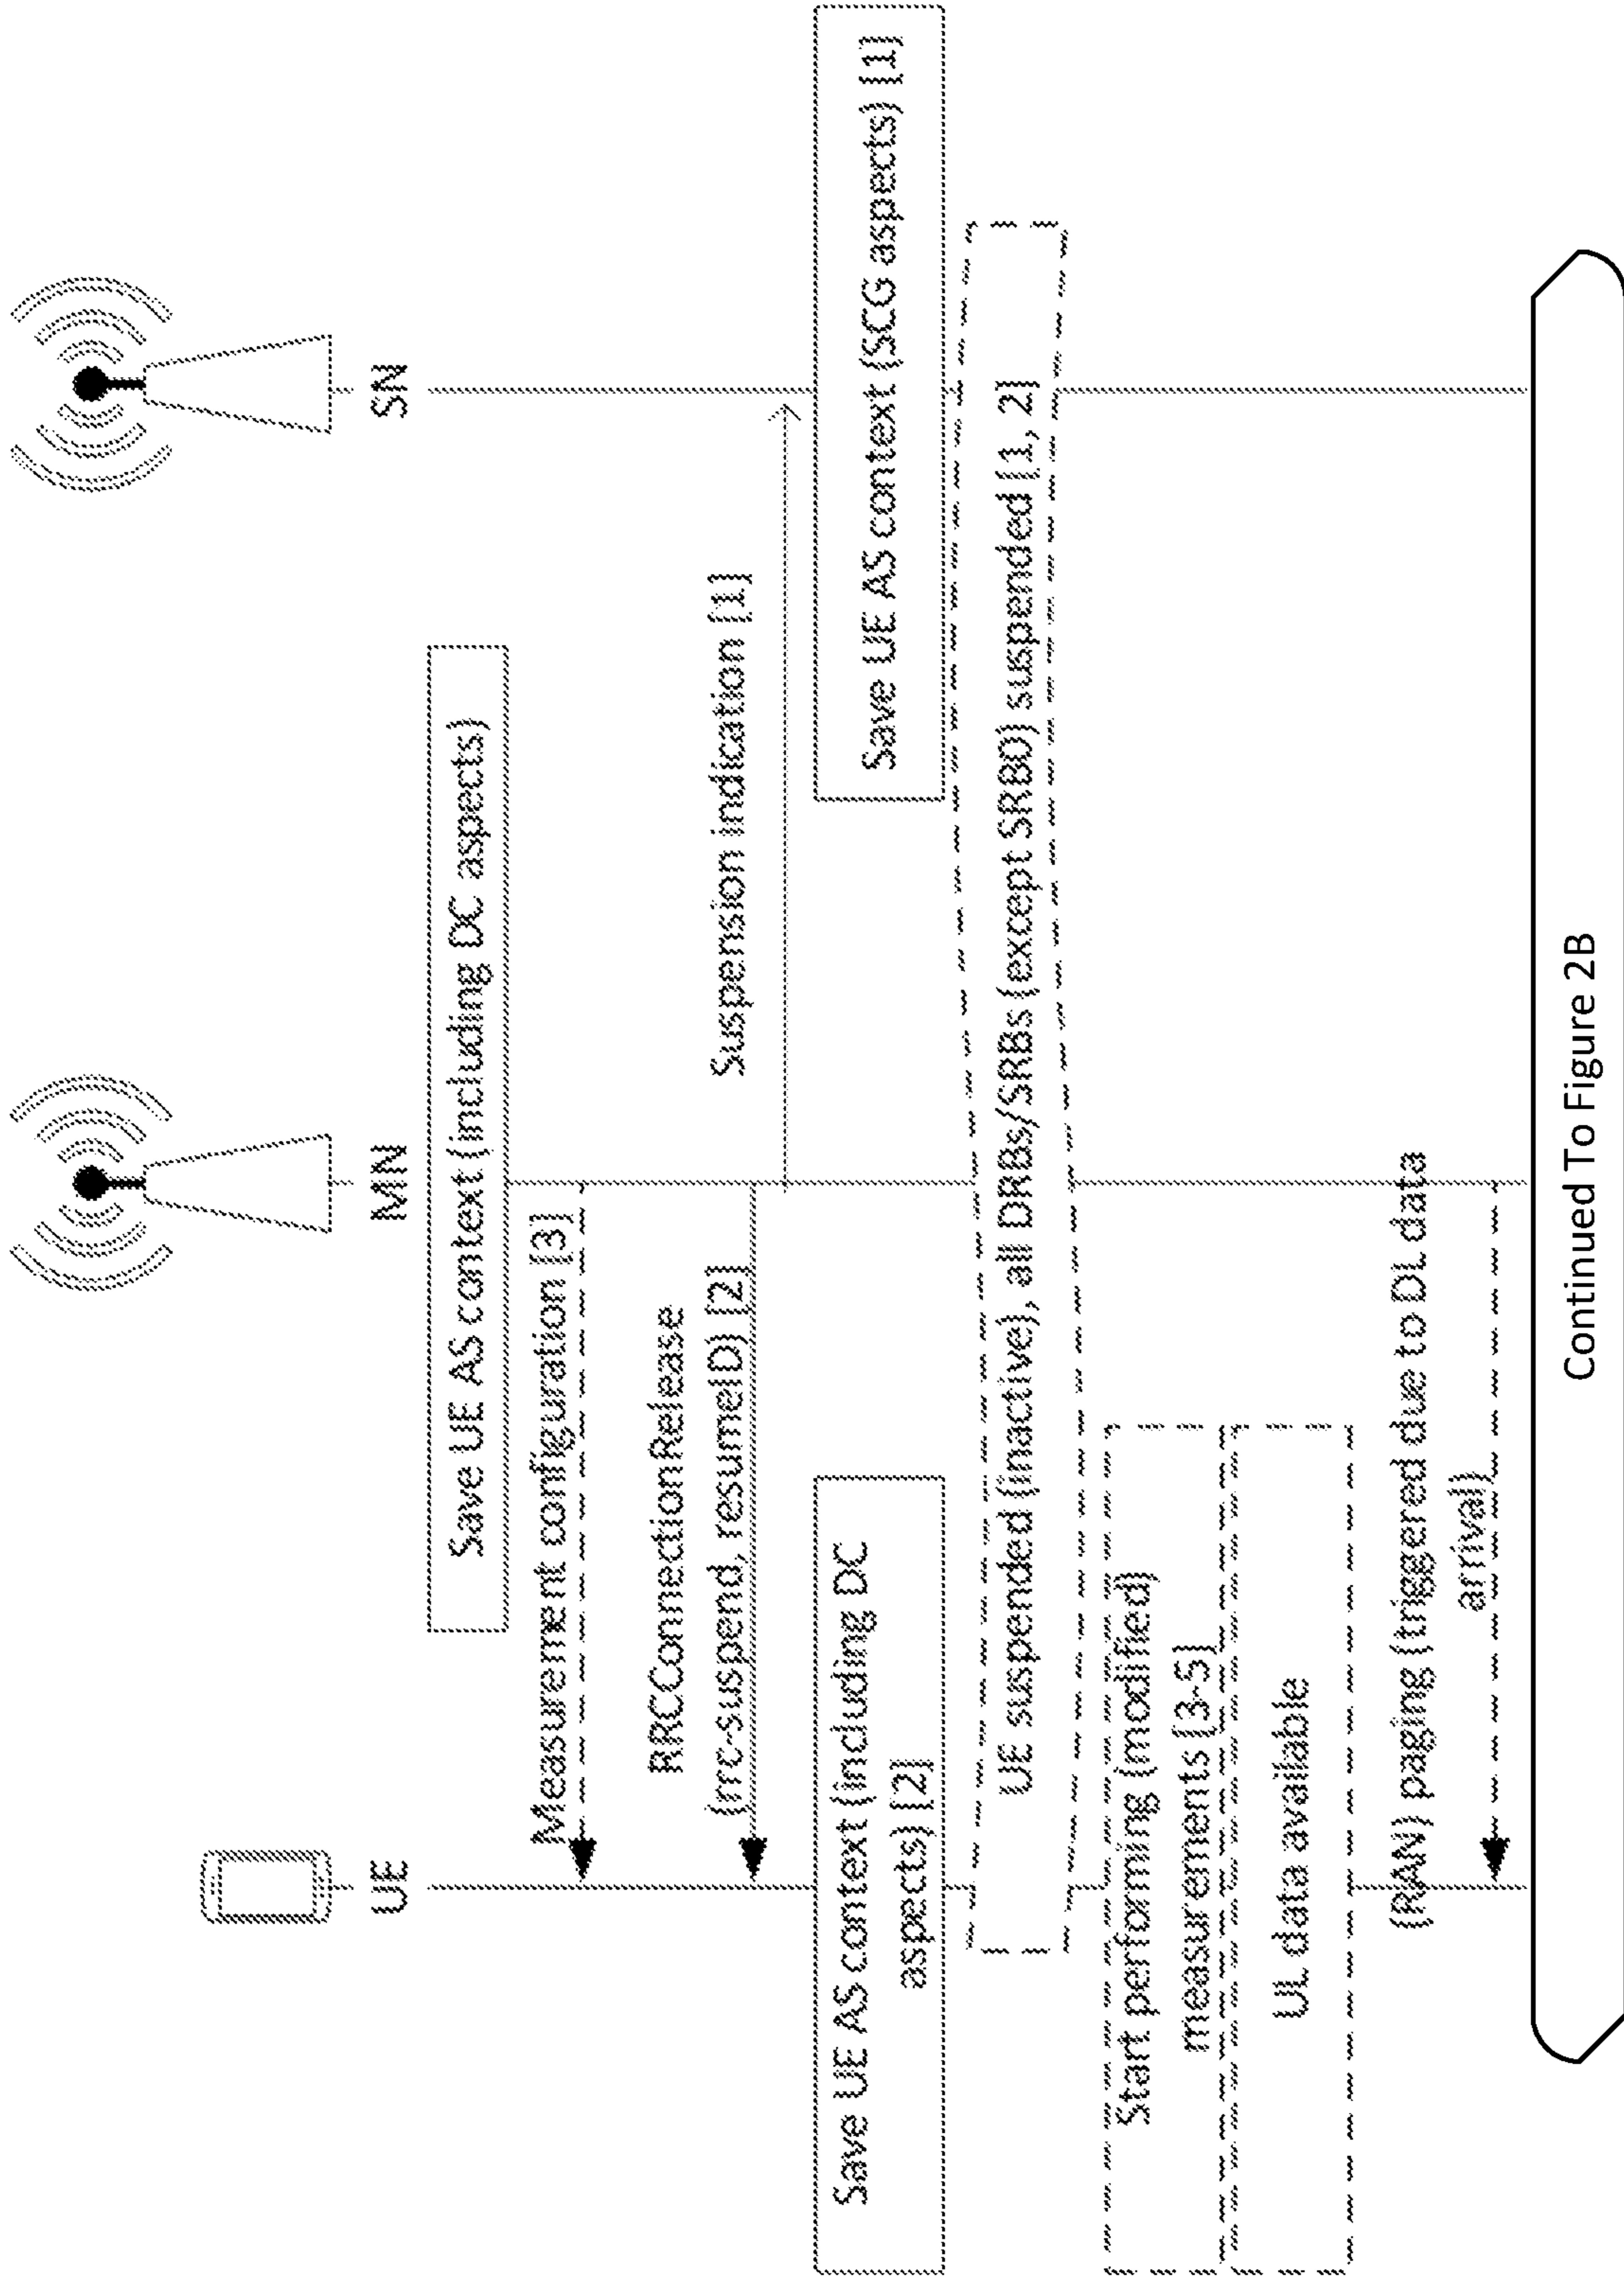 UE
MN
SN
Save UE AS context (including DC aspects)
Measurement configuration [3]
RRCConnectionRelease
(rrc-suspend, resumeID) [2]
Suspension indication [1]
Save UE AS context (including DC
aspects) [2]
Save UE AS context (SCG aspects) [1]
UE suspended (inactive), all DRBs/SRBs (except SRB0) suspended [1, 2]
Start performing (modified)
measurements [3-5]
UL data available
(RAN) paging (triggered due to DL data
arrival)
Continued To Figure 2B